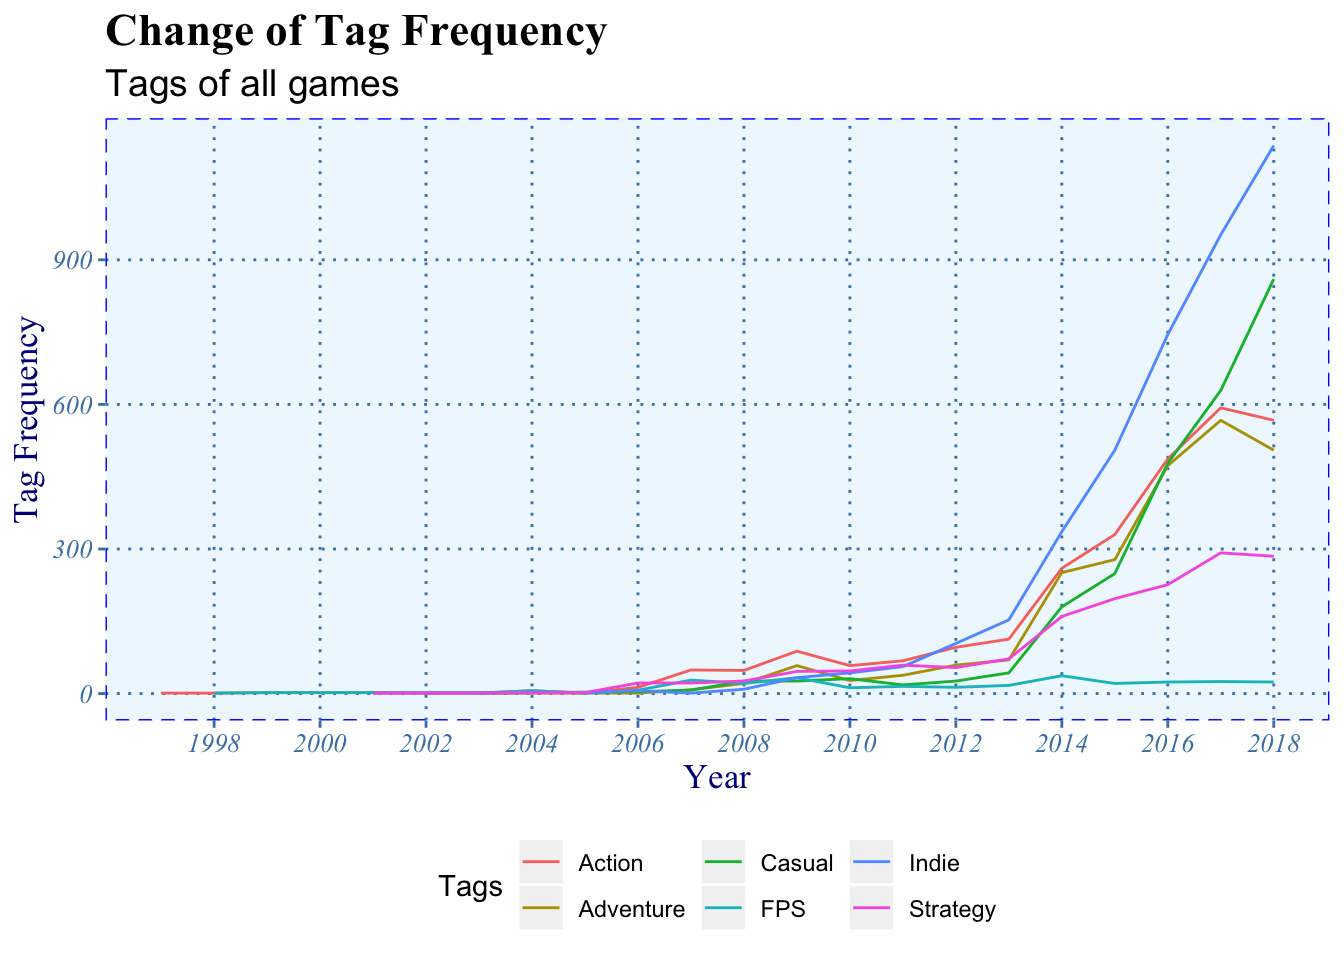 Change of Tag Frequency
Tags of all games
Tag Frequency
900
600
300
0
1998 2000 2002 2004 2006 2008 2010 2012 2014 2016 2018
Year
Tags
Action Casual Indie
Adventure FPS Strategy